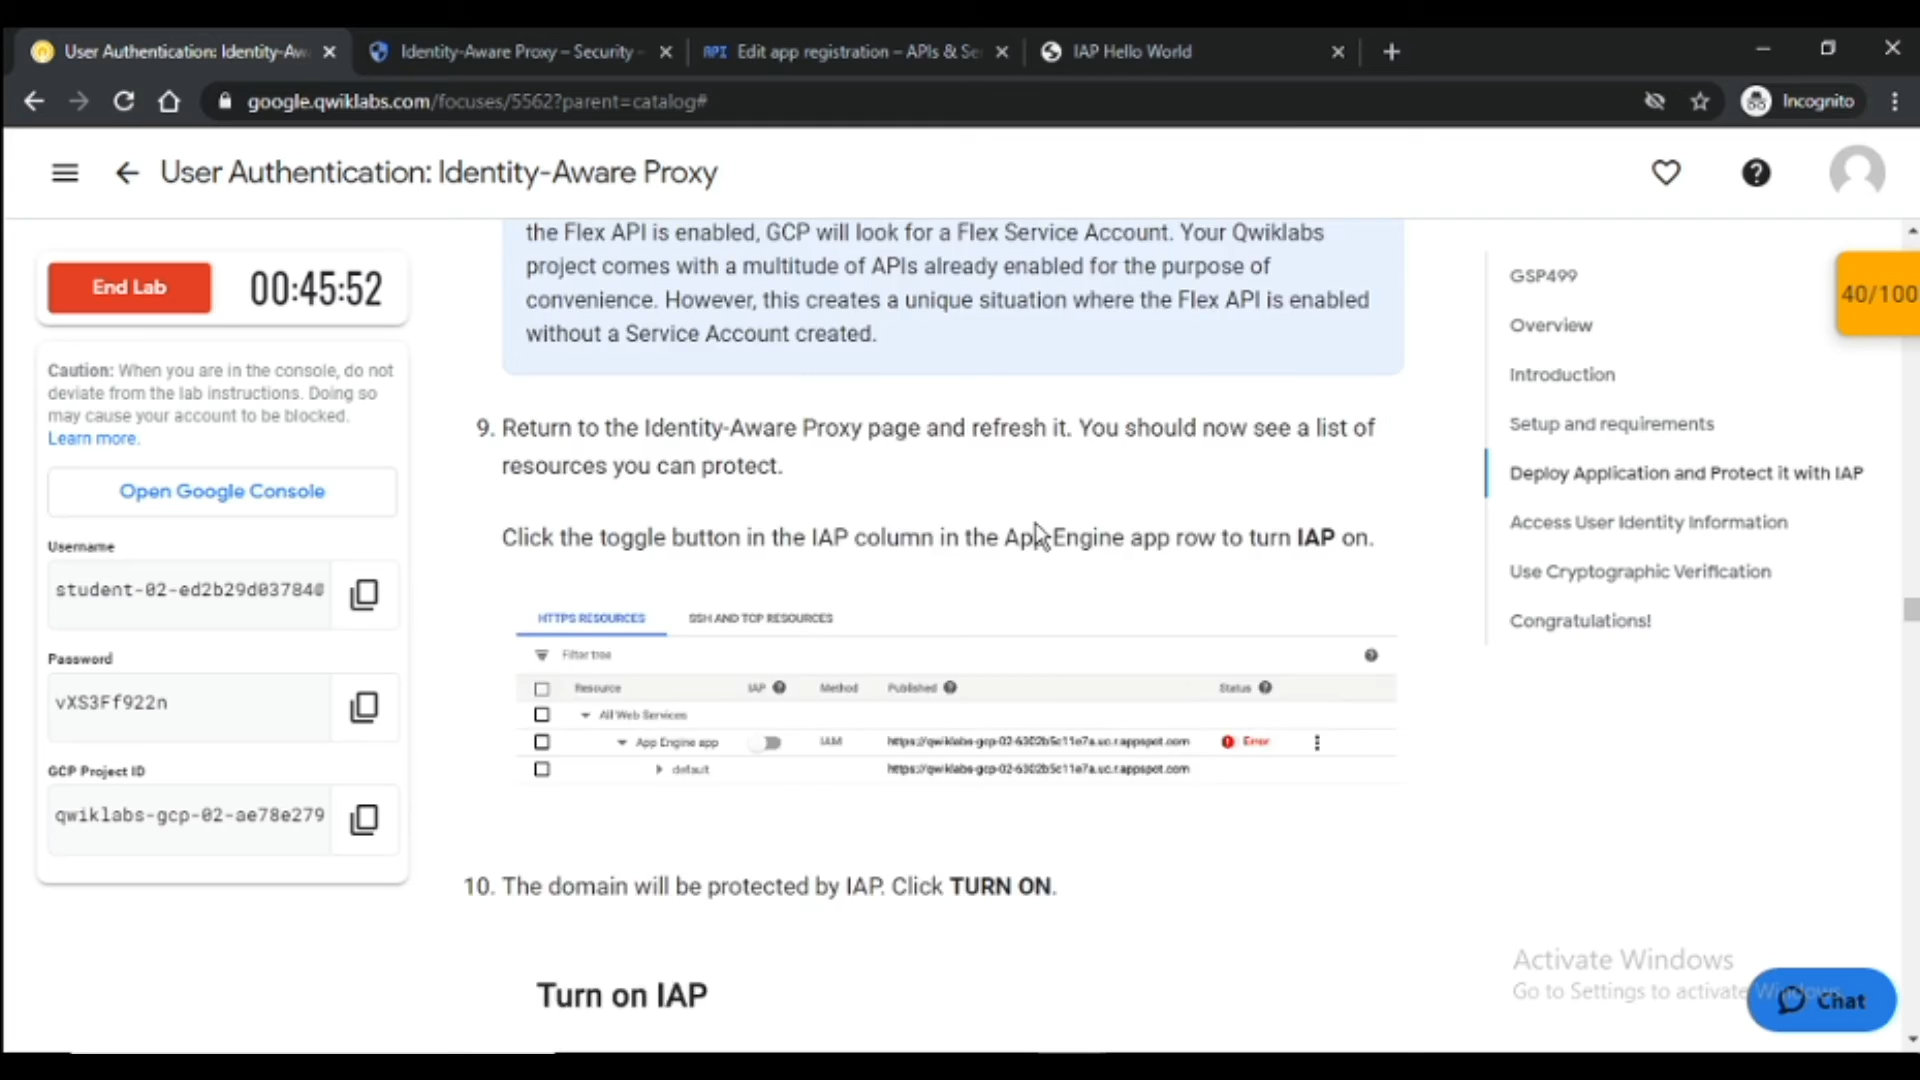 User Authentication: Identity-Aw
Identity-Aware Proxy – Security -
API Edit app registration – APIs & Se
IAP Hello World
google.qwiklabs.com/focuses/5562?parent=catalog#
Incognito
User Authentication: Identity-Aware Proxy
End Lab
00:45:52
Caution: When you are in the console, do not
deviate from the lab instructions. Doing so
may cause your account to be blocked.
Learn more.
Open Google Console
Username
student-02-ed2b29d03784@
Password
vXS3Ff922n
GCP Project ID
qwiklabs-gcp-02-ae78e279
the Flex API is enabled, GCP will look for a Flex Service Account. Your Qwiklabs
project comes with a multitude of APIs already enabled for the purpose of
convenience. However, this creates a unique situation where the Flex API is enabled
without a Service Account created.
9. Return to the Identity-Aware Proxy page and refresh it. You should now see a list of
resources you can protect.
Click the toggle button in the IAP column in the App Engine app row to turn IAP on.
HTTPS RESOURCES SSH AND TCP RESOURCES
Filter tree
Resource IAP Method Published Status
All Web Services
App Engine app IAM https://qwiklabs-gcp-02-6302b5c11e7a.uc.r.appspot.com Error
default https://qwiklabs-gcp-02-6302b5c11e7a.uc.r.appspot.com
10. The domain will be protected by IAP. Click TURN ON.
Turn on IAP
GSP499
Overview
Introduction
Setup and requirements
Deploy Application and Protect it with IAP
Access User Identity Information
Use Cryptographic Verification
Congratulations!
40/100
Activate Windows
Go to Settings to activate Windows.
Chat